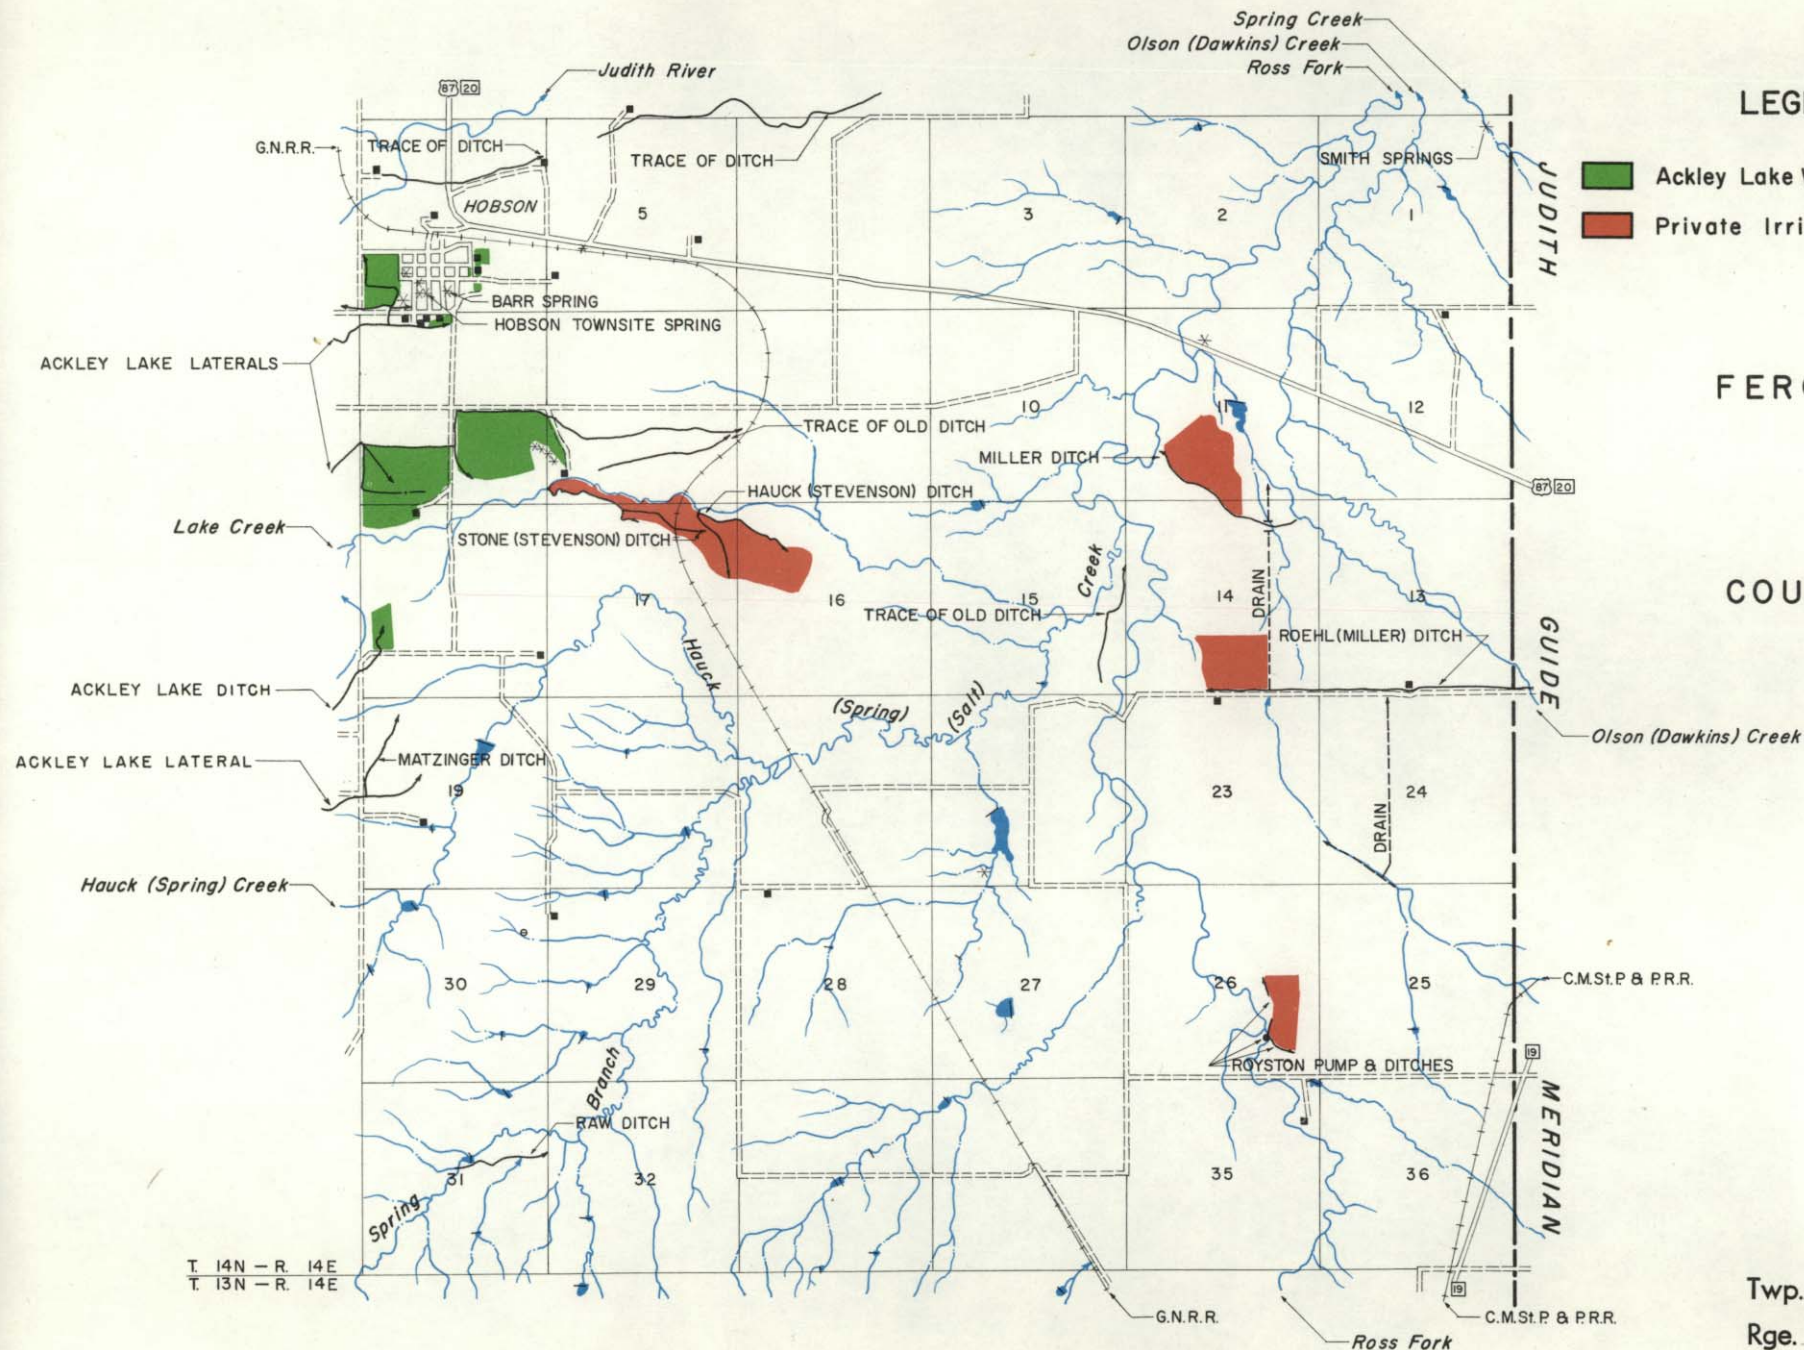 Spring Creek
Olson (Dawkins) Creek
Ross Fork
Judith River
87 20
LEG
G.N.R.R.
TRACE OF DITCH
TRACE OF DITCH
SMITH SPRINGS
JUDITH
Ackley Lake
HOBSON
5
3
2
1
Private Irri
BARR SPRING
HOBSON TOWNSITE SPRING
ACKLEY LAKE LATERALS
FER
10
11
12
TRACE OF OLD DITCH
MILLER DITCH
87 20
HAUCK (STEVENSON) DITCH
Lake Creek
STONE (STEVENSON) DITCH
Creek
17
16
15
14
DRAIN
13
COU
TRACE OF OLD DITCH
ROEHL (MILLER) DITCH
GUIDE
Hauck
ACKLEY LAKE DITCH
(Spring)
(Salt)
Olson (Dawkins) Creek
ACKLEY LAKE LATERAL
MATZINGER DITCH
19
23
24
DRAIN
Hauck (Spring) Creek
e
30
29
28
27
26
25
C.M.St.P. & P.R.R.
19
ROYSTON PUMP & DITCHES
Branch
MERIDIAN
RAW DITCH
31
32
35
36
Spring
T. 14N – R. 14E
T. 13N – R. 14E
19
Twp.
G.N.R.R.
C.M.St.P. & P.R.R.
Ross Fork
Rge.